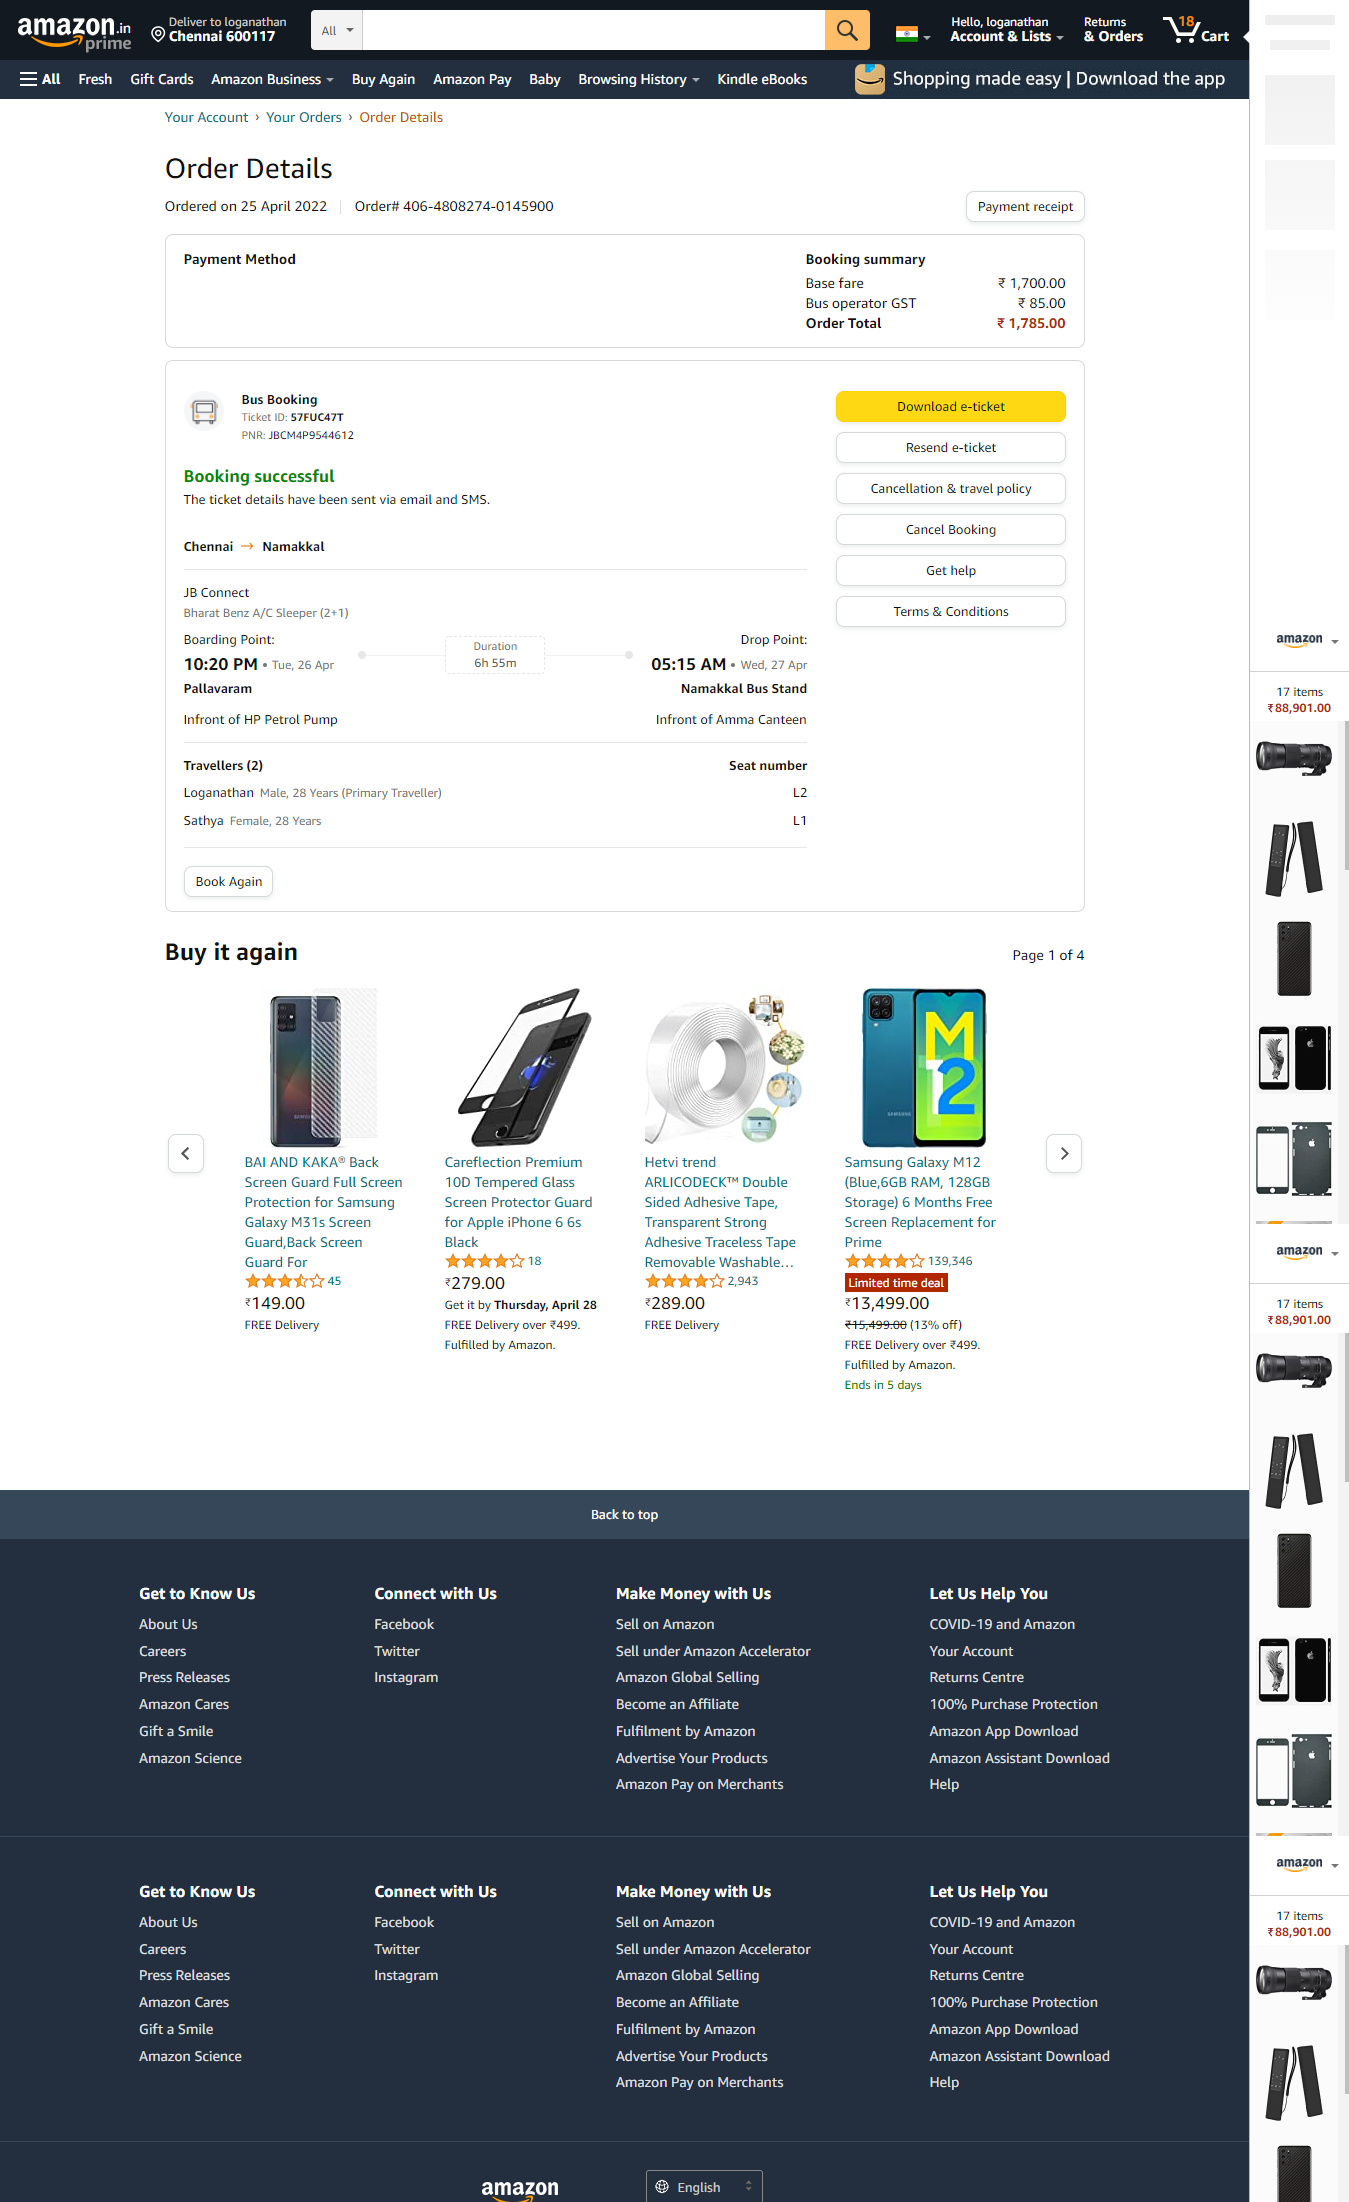 amazon.in
prime
Deliver to loganathan
Chennai 600117
All
Hello, loganathan
Account & Lists
Returns
& Orders
18
Cart
All Fresh Gift Cards Amazon Business Buy Again Amazon Pay Baby Browsing History Kindle eBooks
Shopping made easy | Download the app
Your Account › Your Orders › Order Details
Order Details
Ordered on 25 April 2022 Order# 406-4808274-0145900
Payment receipt
Payment Method
Booking summary
Base fare ₹ 1,700.00
Bus operator GST ₹ 85.00
Order Total ₹ 1,785.00
Bus Booking
Ticket ID: 57FUC47T
PNR: JBCM4P9544612
Booking successful
The ticket details have been sent via email and SMS.
Download e-ticket
Resend e-ticket
Cancellation & travel policy
Cancel Booking
Get help
Terms & Conditions
Chennai → Namakkal
JB Connect
Bharat Benz A/C Sleeper (2+1)
Boarding Point:
10:20 PM • Tue, 26 Apr
Pallavaram
Infront of HP Petrol Pump
Duration
6h 55m
Drop Point:
05:15 AM • Wed, 27 Apr
Namakkal Bus Stand
Infront of Amma Canteen
Travellers (2) Seat number
Loganathan Male, 28 Years (Primary Traveller) L2
Sathya Female, 28 Years L1
Book Again
Buy it again
Page 1 of 4
SAMSUNG
BAI AND KAKA® Back
Screen Guard Full Screen
Protection for Samsung
Galaxy M31s Screen
Guard,Back Screen
Guard For
45
₹149.00
FREE Delivery
Careflection Premium
10D Tempered Glass
Screen Protector Guard
for Apple iPhone 6 6s
Black
18
₹279.00
Get it by Thursday, April 28
FREE Delivery over ₹499.
Fulfilled by Amazon.
Hetvi trend
ARLICODECK™ Double
Sided Adhesive Tape,
Transparent Strong
Adhesive Traceless Tape
Removable Washable…
2,943
₹289.00
FREE Delivery
SAMSUNG
M
12
Samsung Galaxy M12
(Blue,6GB RAM, 128GB
Storage) 6 Months Free
Screen Replacement for
Prime
139,346
Limited time deal
₹13,499.00
₹15,499.00 (13% off)
FREE Delivery over ₹499.
Fulfilled by Amazon.
Ends in 5 days
amazon
17 items
₹88,901.00
amazon
17 items
₹88,901.00
amazon
17 items
₹88,901.00
Back to top
Get to Know Us
About Us
Careers
Press Releases
Amazon Cares
Gift a Smile
Amazon Science
Connect with Us
Facebook
Twitter
Instagram
Make Money with Us
Sell on Amazon
Sell under Amazon Accelerator
Amazon Global Selling
Become an Affiliate
Fulfilment by Amazon
Advertise Your Products
Amazon Pay on Merchants
Let Us Help You
COVID-19 and Amazon
Your Account
Returns Centre
100% Purchase Protection
Amazon App Download
Amazon Assistant Download
Help
Get to Know Us
About Us
Careers
Press Releases
Amazon Cares
Gift a Smile
Amazon Science
Connect with Us
Facebook
Twitter
Instagram
Make Money with Us
Sell on Amazon
Sell under Amazon Accelerator
Amazon Global Selling
Become an Affiliate
Fulfilment by Amazon
Advertise Your Products
Amazon Pay on Merchants
Let Us Help You
COVID-19 and Amazon
Your Account
Returns Centre
100% Purchase Protection
Amazon App Download
Amazon Assistant Download
Help
amazon
English